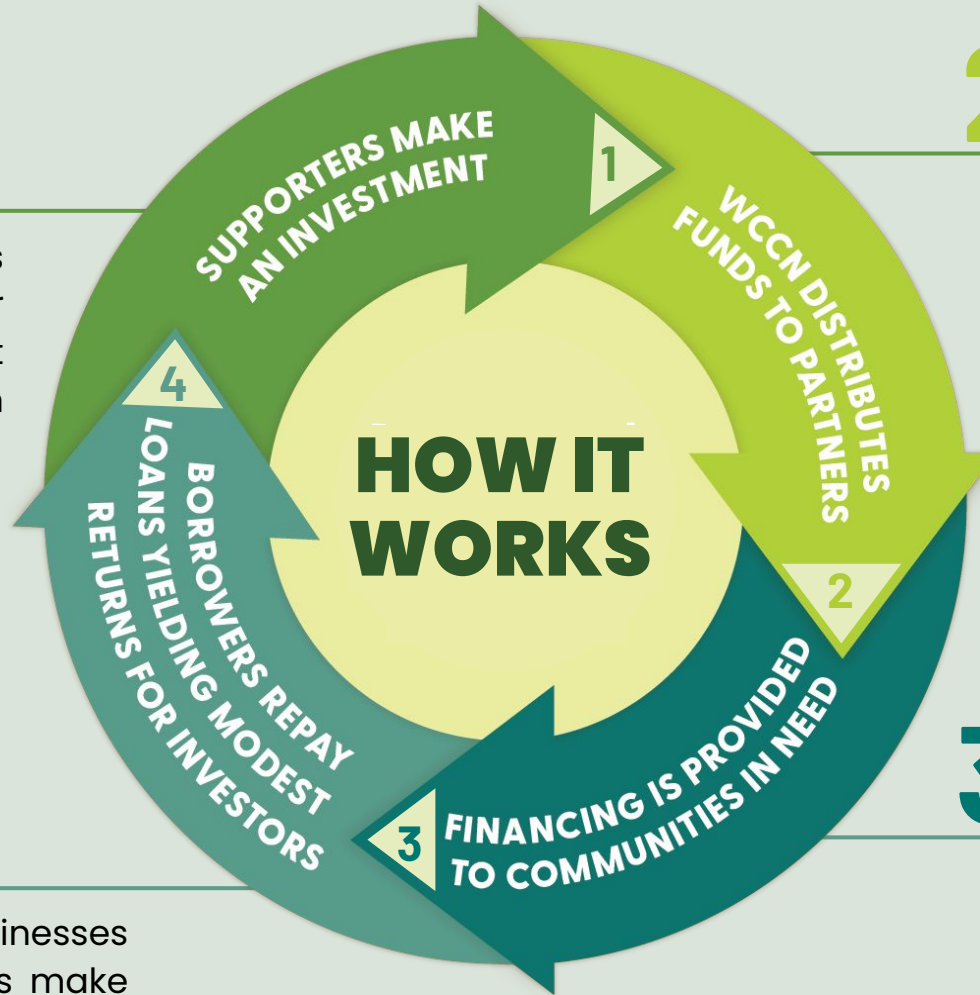 SUPPORTERS MAKE
AN INVESTMENT
1
WCCN DISTRIBUTES
FUNDS TO PARTNERS
2
FINANCING IS PROVIDED
TO COMMUNITIES IN NEED
3
BORROWERS REPAY
LOANS YIELDING MODEST
RETURNS FOR INVESTORS
4
HOW IT
WORKS
3
make